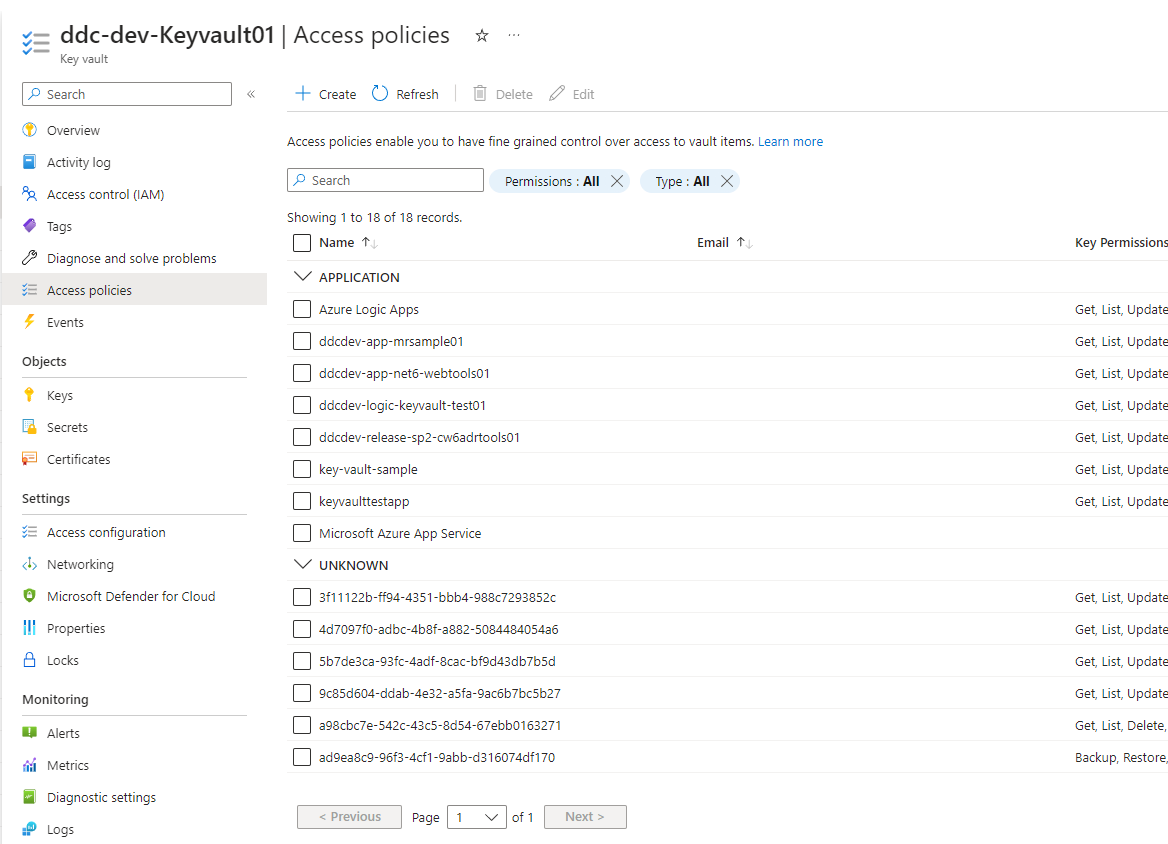 ddc-dev-Keyvault01 | Access policies ☆ ...
Key vault
Search «
Overview
Activity log
Access control (IAM)
Tags
Diagnose and solve problems
Access policies
Events
Objects
Keys
Secrets
Certificates
Settings
Access configuration
Networking
Microsoft Defender for Cloud
Properties
Locks
Monitoring
Alerts
Metrics
Diagnostic settings
Logs
+ Create Refresh Delete Edit
Access policies enable you to have fine grained control over access to vault items. Learn more
Search Permissions : All × Type : All ×
Showing 1 to 18 of 18 records.
Name ↑↓ Email ↑↓ Key Permissions
APPLICATION
Azure Logic Apps Get, List, Update
ddcdev-app-mrsample01 Get, List, Update
ddcdev-app-net6-webtools01 Get, List, Update
ddcdev-logic-keyvault-test01 Get, List, Update
ddcdev-release-sp2-cw6adrtools01 Get, List, Update
key-vault-sample Get, List, Update
keyvaulttestapp Get, List, Update
Microsoft Azure App Service
UNKNOWN
3f11122b-ff94-4351-bbb4-988c7293852c Get, List, Update
4d7097f0-adbc-4b8f-a882-5084484054a6 Get, List, Update
5b7de3ca-93fc-4adf-8cac-bf9d43db7b5d Get, List, Update
9c85d604-ddab-4e32-a5fa-9ac6b7bc5b27 Get, List, Update
a98cbc7e-542c-43c5-8d54-67ebb0163271 Get, List, Delete,
ad9ea8c9-96f3-4cf1-9abb-d316074df170 Backup, Restore,
< Previous Page 1 of 1 Next >